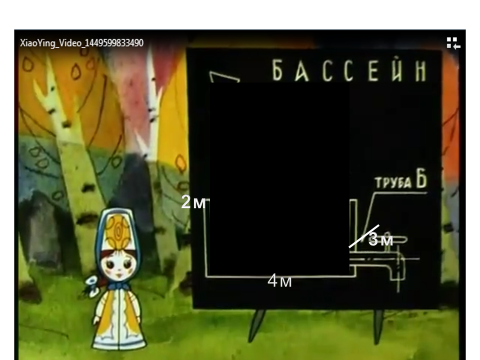 XiaoYing_Video_1449599833490
БАССЕЙН
ТРУБА Б
2м
3м
4м